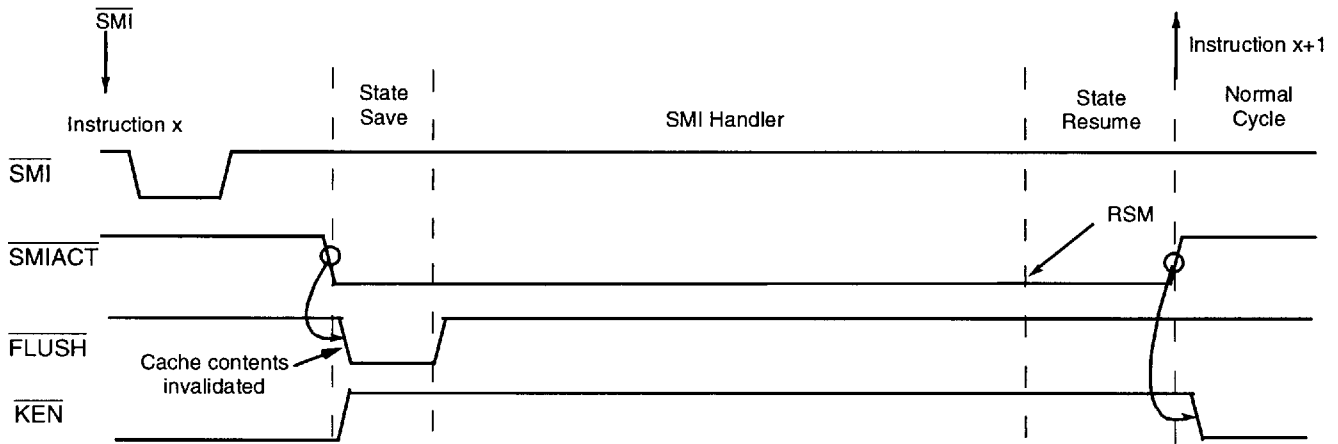 SMI
Instruction x+1
State
Save
SMI Handler
State
Resume
Normal
Cycle
Instruction x
SMI
RSM
SMIACT
FLUSH
Cache contents
invalidated
KEN